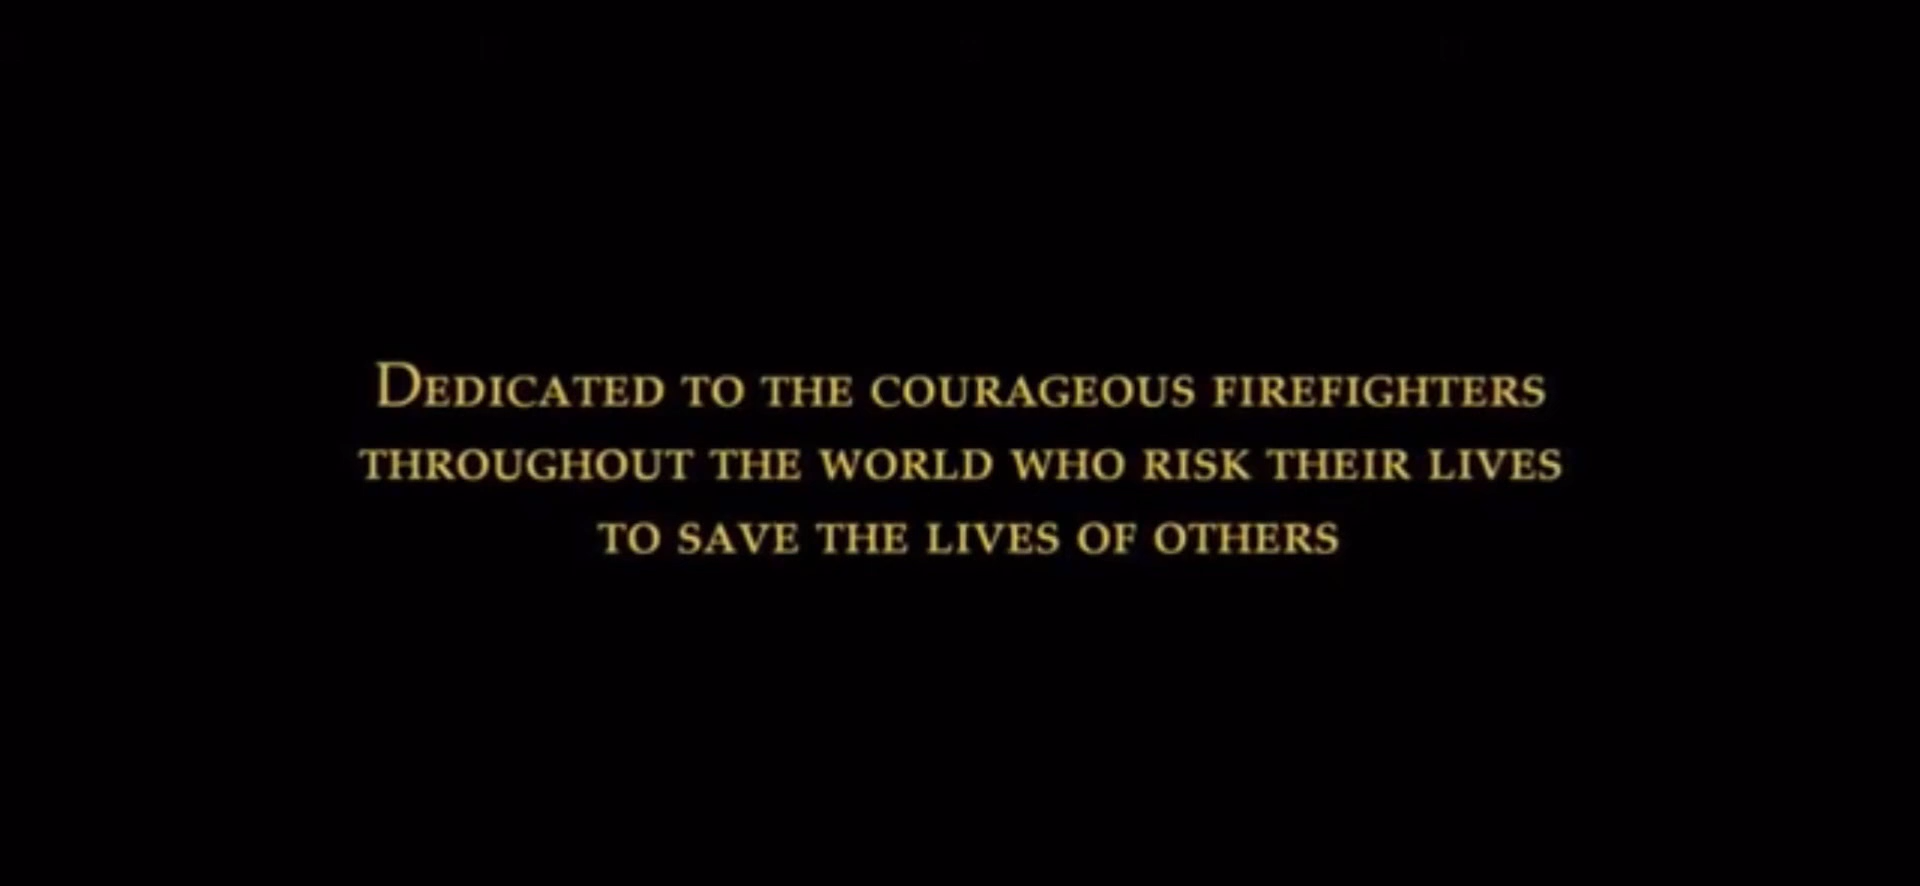 Dedicated to the courageous firefighters
throughout the world who risk their lives
to save the lives of others